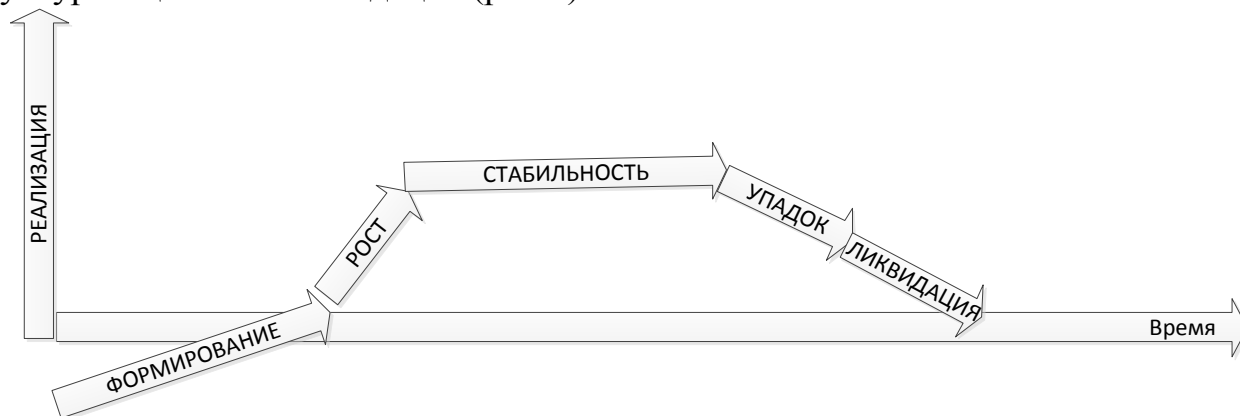 РЕАЛИЗАЦИЯ
ФОРМИРОВАНИЕ
РОСТ
СТАБИЛЬНОСТЬ
УПАДОК
ЛИКВИДАЦИЯ
Время